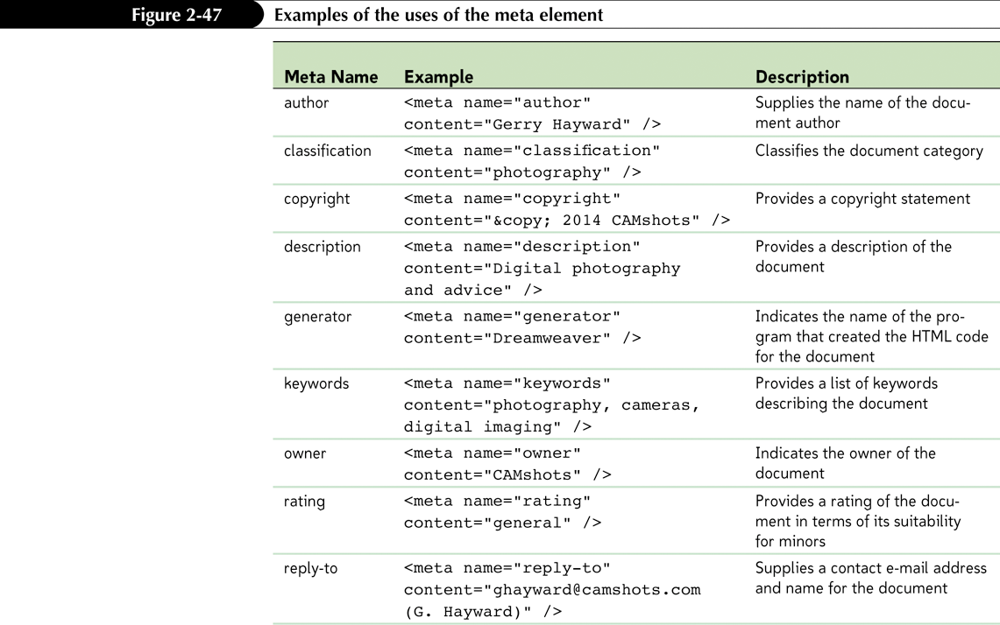 Figure 2-47 Examples of the uses of the meta element
Meta Name Example Description
author <meta name="author" Supplies the name of the docu-
content="Gerry Hayward" /> ment author
classification <meta name="classification" Classifies the document category
content="photography" />
copyright <meta name="copyright" Provides a copyright statement
content="&copy; 2014 CAMshots" />
description <meta name="description" Provides a description of the
content="Digital photography document
and advice" />
generator <meta name="generator" Indicates the name of the pro-
content="Dreamweaver" /> gram that created the HTML code
for the document
keywords <meta name="keywords" Provides a list of keywords
content="photography, cameras, describing the document
digital imaging" />
owner <meta name="owner" Indicates the owner of the
content="CAMshots" /> document
rating <meta name="rating" Provides a rating of the docu-
content="general" /> ment in terms of its suitability
for minors
reply-to <meta name="reply-to" Supplies a contact e-mail address
content="ghayward@camshots.com and name for the document
(G. Hayward)" />